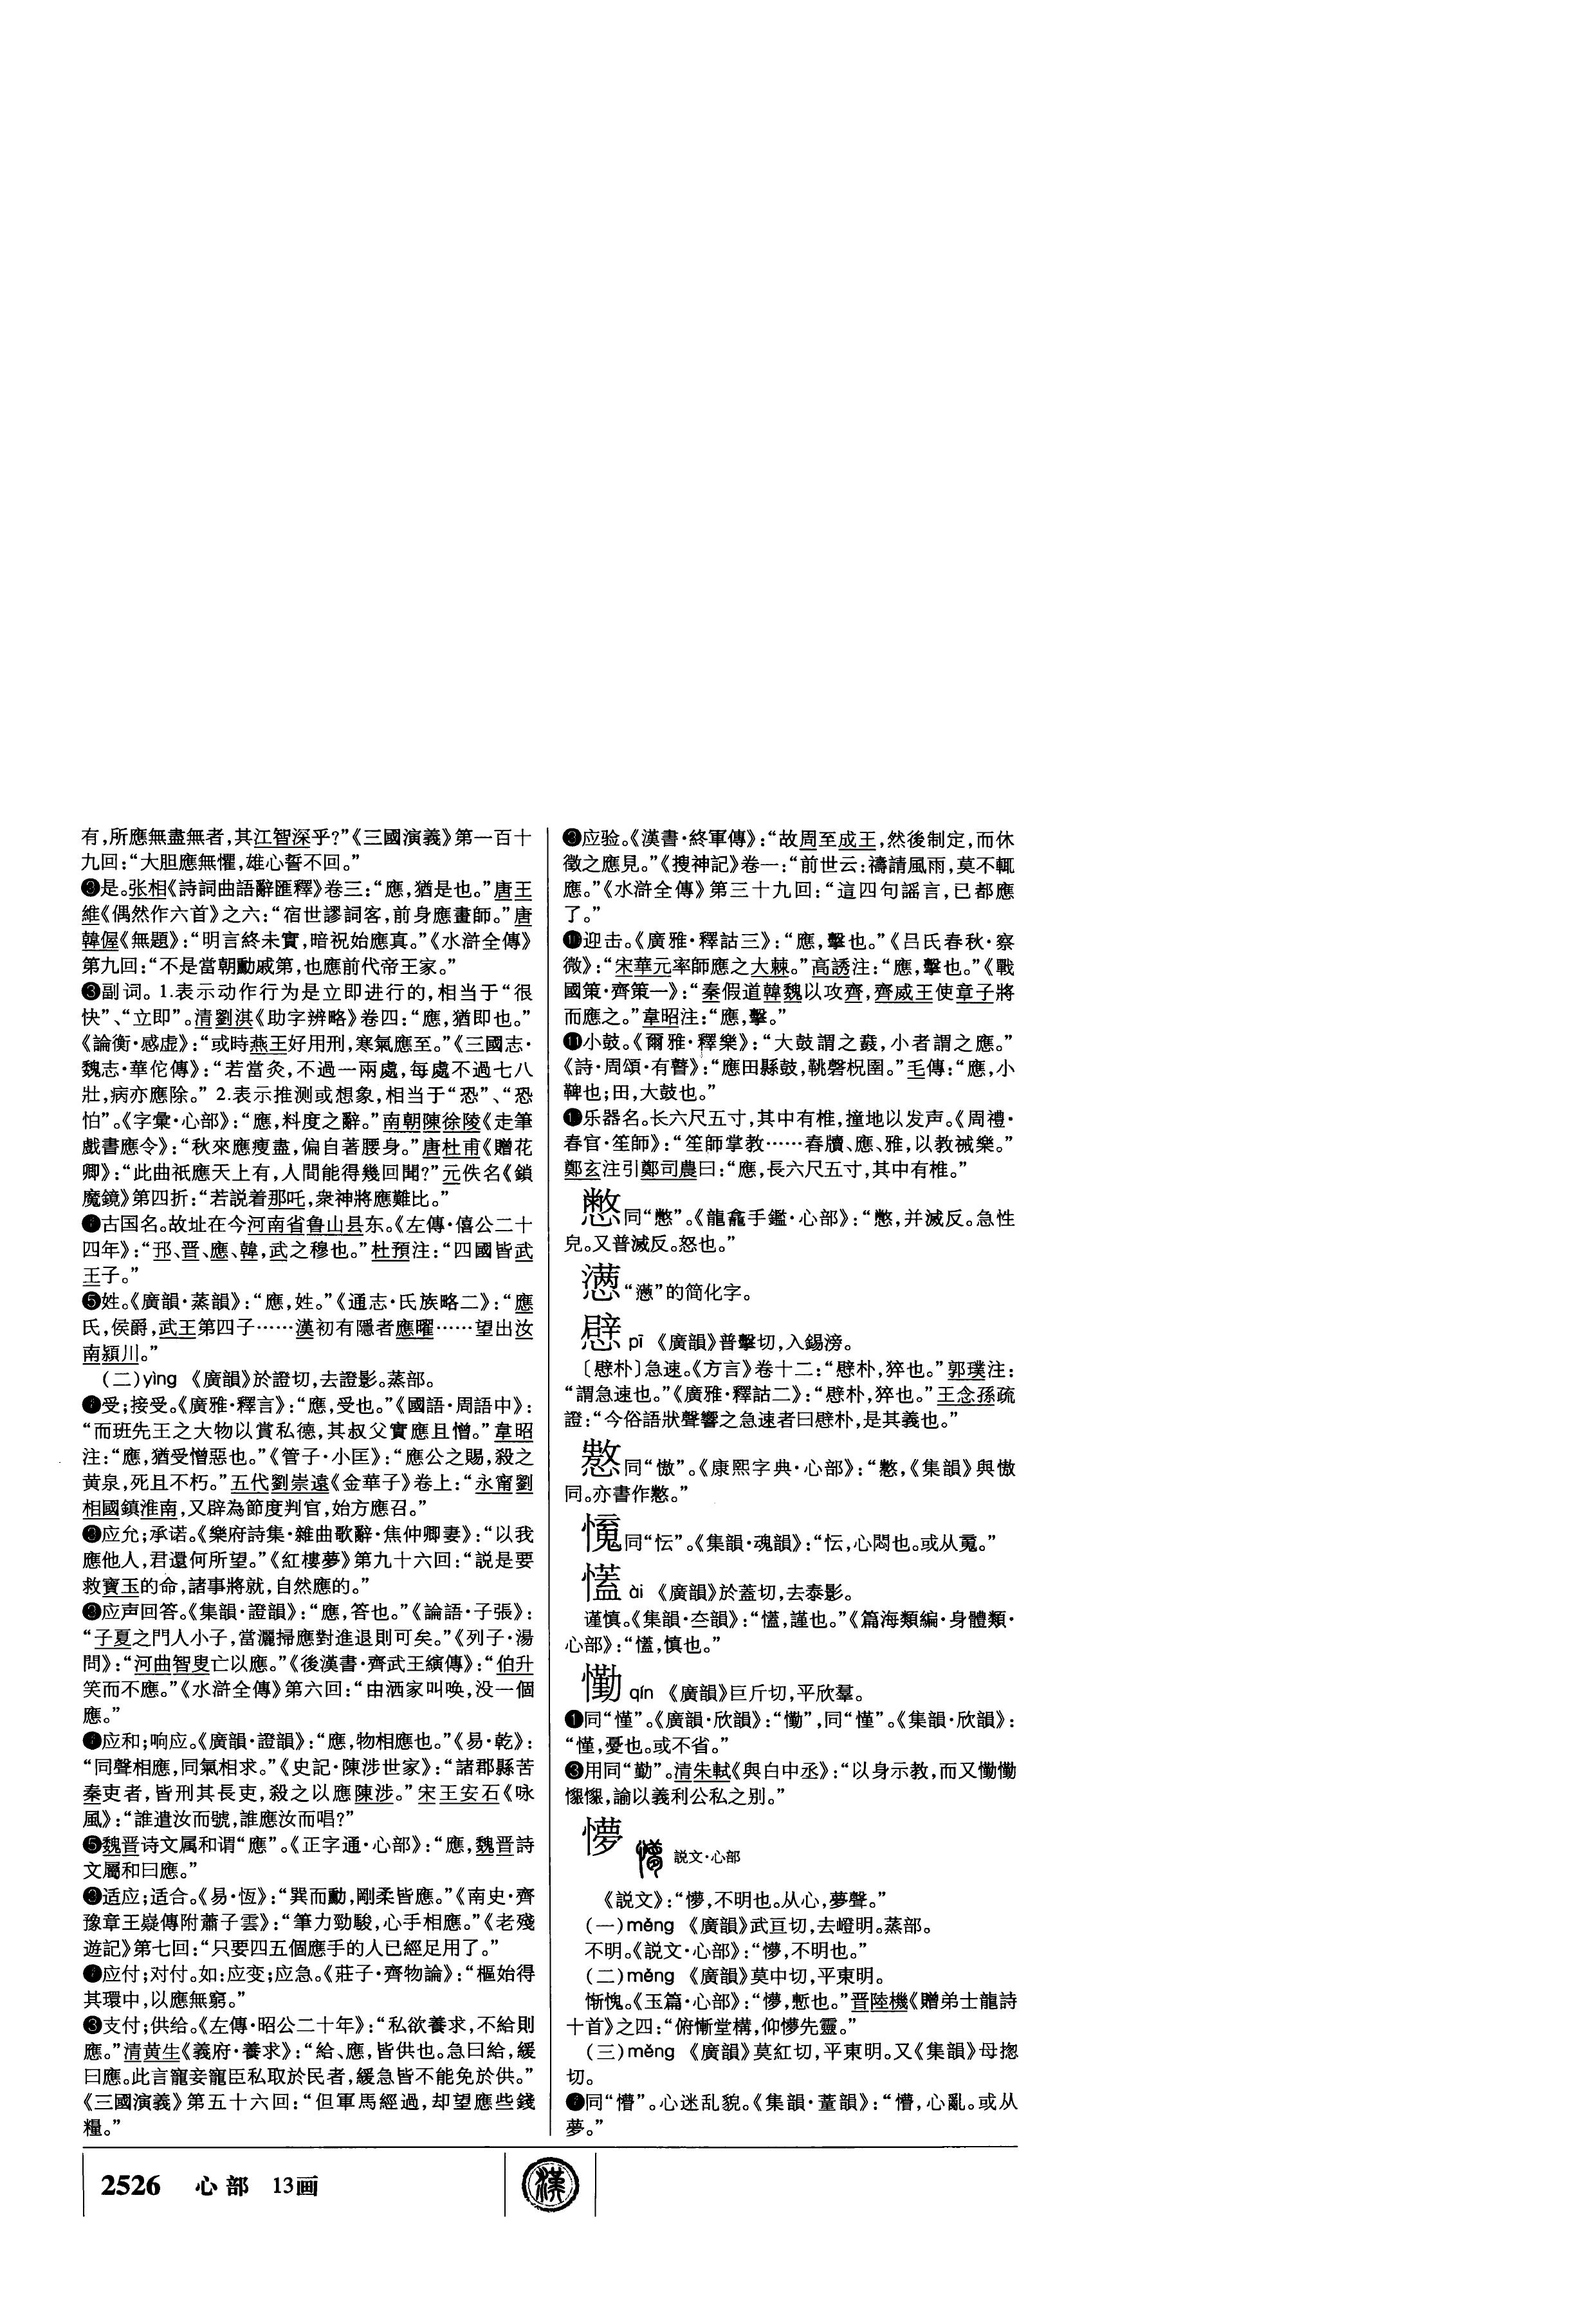 有，所應無盡無者，其江智深乎？”《三國演義》第一百十
九回：“大胆應無懼，雄心誓不回。”
是。张相《詩詞曲語辭匯釋》卷三：“應，猶是也。”唐王
維《偶然作六首》之六：“宿世謬詞客，前身應畫師。”唐
韓偓《無題》：“明言終未實，暗祝始應真。”《水滸全傳》
第九回：“不是當朝勳戚第，也應前代帝王家。”
❸副词。1.表示动作行为是立即进行的，相当于“很
快”、“立即”。清劉淇《助字辨略》卷四：“應，猶即也。”
《論衡·感虚》：“或時燕王好用刑，寒氣應至。”《三國志·
魏志·華佗傳》：“若當灸，不過一兩處，每處不過七八
壯，病亦應除。”2.表示推测或想象，相当于“恐”、“恐
怕”。《字彙·心部》：“應，料度之辭。”南朝陳徐陵《走筆
戲書應令》：“秋來應瘦盡，偏自著腰身。”唐杜甫《贈花
卿》：“此曲祇應天上有，人間能得幾回聞？”元佚名《鎖
魔鏡》第四折：“若説着那吒，衆神將應難比。”
古国名。故址在今河南省鲁山县东。《左傳·僖公二十
四年》：“邘、晋、應、韓，武之穆也。”杜預注：“四國皆武
王子。”
❺姓。《廣韻·蒸韻》：“應，姓。”《通志·氏族略二》：“應
氏，侯爵，武王第四子……漢初有隱者應曜……望出汝
南潁川。”
（二）yìng 《廣韻》於證切，去證影。蒸部。
受；接受。《廣雅·釋言》：“應，受也。”《國語·周語中》：
“而班先王之大物以賞私德，其叔父實應且憎。”韋昭
注：“應，猶受憎惡也。”《管子·小匡》：“應公之賜，殺之
黄泉，死且不朽。”五代劉崇遠《金華子》卷上：“永甯劉
相國鎮淮南，又辟為節度判官，始方應召。”
应允；承诺。《樂府詩集·雜曲歌辭·焦仲卿妻》：“以我
應他人，君還何所望。”《紅樓夢》第九十六回：“説是要
救寶玉的命，諸事將就，自然應的。”
❸应声回答。《集韻·證韻》：“應，答也。”《論語·子張》：
“子夏之門人小子，當灑掃應對進退則可矣。”《列子·湯
問》：“河曲智叟亡以應。”《後漢書·齊武王縯傳》：“伯升
笑而不應。”《水滸全傳》第六回：“由洒家叫唤，没一個
應。”
应和；响应。《廣韻·證韻》：“應，物相應也。”《易·乾》：
“同聲相應，同氣相求。”《史記·陳涉世家》：“諸郡縣苦
秦吏者，皆刑其長吏，殺之以應陳涉。”宋王安石《咏
風》：“誰遣汝而號，誰應汝而唱？”
❺魏晋诗文属和谓“應”。《正字通·心部》：“應，魏晋詩
文屬和曰應。”
适应；适合。《易·恆》：“巽而動，剛柔皆應。”《南史·齊
豫章王嶷傳附蕭子雲》：“筆力勁駿，心手相應。”《老殘
遊記》第七回：“只要四五個應手的人已經足用了。”
应付；对付。如：应变；应急。《莊子·齊物論》：“樞始得
其環中，以應無窮。”
支付；供给。《左傳·昭公二十年》：“私欲養求，不給則
應。”清黄生《義府·養求》：“給、應，皆供也。急曰給，緩
曰應。此言寵妾寵臣私取於民者，緩急皆不能免於供。”
《三國演義》第五十六回：“但軍馬經過，却望應些錢
糧。”
应验。《漢書·終軍傳》：“故周至成王，然後制定，而休
徵之應見。”《搜神記》卷一：“前世云：禱請風雨，莫不輒
應。”《水滸全傳》第三十九回：“這四句謡言，已都應
了。”
迎击。《廣雅·釋詁三》：“應，擊也。”《吕氏春秋·察
微》：“宋華元率師應之大棘。”高誘注：“應，擊也。”《戰
國策·齊策一》：“秦假道韓魏以攻齊，齊威王使章子將
而應之。”韋昭注：“應，擊。”
小鼓。《爾雅·釋樂》：“大鼓謂之鼖，小者謂之應。”
《詩·周頌·有瞽》：“應田縣鼓，鞉磬柷圉。”毛傳：“應，小
鞞也；田，大鼓也。”
乐器名。长六尺五寸，其中有椎，撞地以发声。《周禮·
春官·笙師》：“笙師掌教……舂牘、應、雅，以教祴樂。”
鄭玄注引鄭司農曰：“應，長六尺五寸，其中有椎。”
憋同“憋”。《龍龕手鑑·心部》：“憋，并滅反。急性
皃。又普滅反。怒也。”
懑“懣”的简化字。
憵 pī 《廣韻》普擊切，入錫滂。
〔憵朴〕急速。《方言》卷十二：“憵朴，猝也。”郭璞注：
“謂急速也。”《廣雅·釋詁二》：“憵朴，猝也。”王念孫疏
證：“今俗語狀聲響之急速者曰憵朴，是其義也。”
憿同“憿”。《康熙字典·心部》：“憿，《集韻》與憿
同。亦書作憿。”
同“忶”。《集韻·魂韻》：“忶，心悶也。或从䰟。”
懚 ài 《廣韻》於蓋切，去泰影。
谨慎。《集韻·夳韻》：“㦈，謹也。”《篇海類編·身體類·
心部》：“㦈，慎也。”
懄 qín 《廣韻》巨斤切，平欣羣。
❶同“慬”。《廣韻·欣韻》：“懄”，同“慬”。《集韻·欣韻》：
“慬，憂也。或不省。”
用同“勤”。清朱軾《與白中丞》：“以身示教，而又懄懄
懹懹，諭以義利公私之别。”
懜 説文·心部
《説文》：“懜，不明也。从心，夢聲。”
（一）měng 《廣韻》武亘切，去嶝明。蒸部。
不明。《説文·心部》：“懜，不明也。”
（二）měng 《廣韻》莫中切，平東明。
惭愧。《玉篇·心部》：“懜，慙也。”晋陸機《贈弟士龍詩
十首》之四：“俯慚堂構，仰懜先靈。”
（三）měng 《廣韻》莫紅切，平東明。又《集韻》母揔
切。
同“懵”。心迷乱貌。《集韻·董韻》：“懵，心亂。或从
夢。”
2526 心部 13画
漢